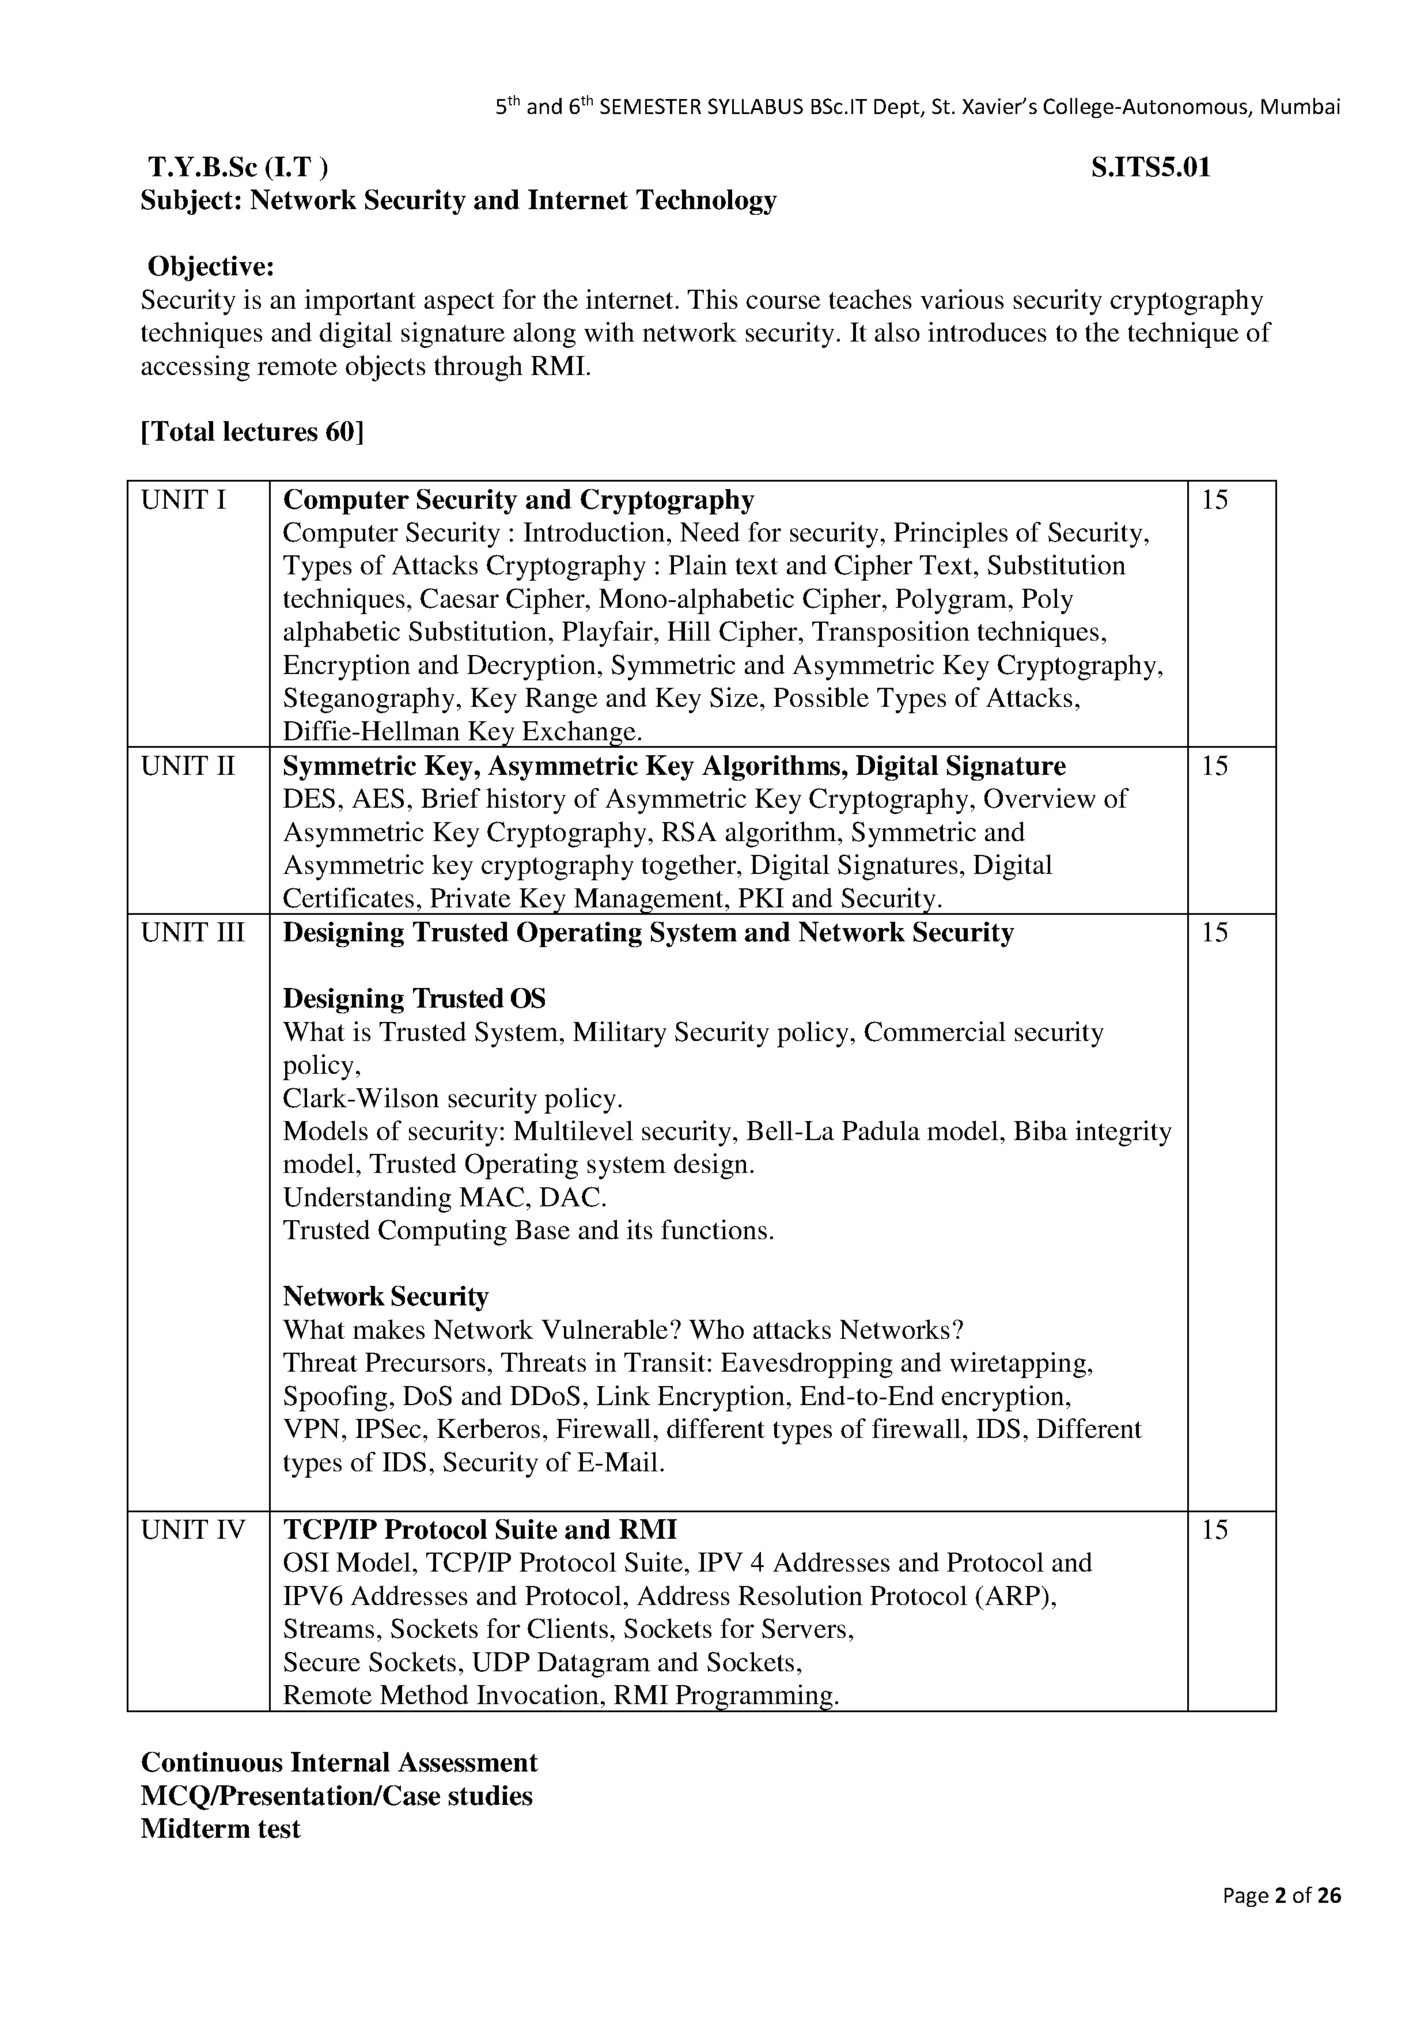 5th and 6th SEMESTER SYLLABUS BSc.IT Dept, St. Xavier’s College-Autonomous, Mumbai
T.Y.B.Sc (I.T ) S.ITS5.01
Subject: Network Security and Internet Technology
Objective:
Security is an important aspect for the internet. This course teaches various security cryptography
techniques and digital signature along with network security. It also introduces to the technique of
accessing remote objects through RMI.
[Total lectures 60]
UNIT I Computer Security and Cryptography 15
Computer Security : Introduction, Need for security, Principles of Security,
Types of Attacks Cryptography : Plain text and Cipher Text, Substitution
techniques, Caesar Cipher, Mono-alphabetic Cipher, Polygram, Poly
alphabetic Substitution, Playfair, Hill Cipher, Transposition techniques,
Encryption and Decryption, Symmetric and Asymmetric Key Cryptography,
Steganography, Key Range and Key Size, Possible Types of Attacks,
Diffie-Hellman Key Exchange.
UNIT II Symmetric Key, Asymmetric Key Algorithms, Digital Signature 15
DES, AES, Brief history of Asymmetric Key Cryptography, Overview of
Asymmetric Key Cryptography, RSA algorithm, Symmetric and
Asymmetric key cryptography together, Digital Signatures, Digital
Certificates, Private Key Management, PKI and Security.
UNIT III Designing Trusted Operating System and Network Security 15
Designing Trusted OS
What is Trusted System, Military Security policy, Commercial security
policy,
Clark-Wilson security policy.
Models of security: Multilevel security, Bell-La Padula model, Biba integrity
model, Trusted Operating system design.
Understanding MAC, DAC.
Trusted Computing Base and its functions.
Network Security
What makes Network Vulnerable? Who attacks Networks?
Threat Precursors, Threats in Transit: Eavesdropping and wiretapping,
Spoofing, DoS and DDoS, Link Encryption, End-to-End encryption,
VPN, IPSec, Kerberos, Firewall, different types of firewall, IDS, Different
types of IDS, Security of E-Mail.
UNIT IV TCP/IP Protocol Suite and RMI 15
OSI Model, TCP/IP Protocol Suite, IPV 4 Addresses and Protocol and
IPV6 Addresses and Protocol, Address Resolution Protocol (ARP),
Streams, Sockets for Clients, Sockets for Servers,
Secure Sockets, UDP Datagram and Sockets,
Remote Method Invocation, RMI Programming.
Continuous Internal Assessment
MCQ/Presentation/Case studies
Midterm test
Page 2 of 26